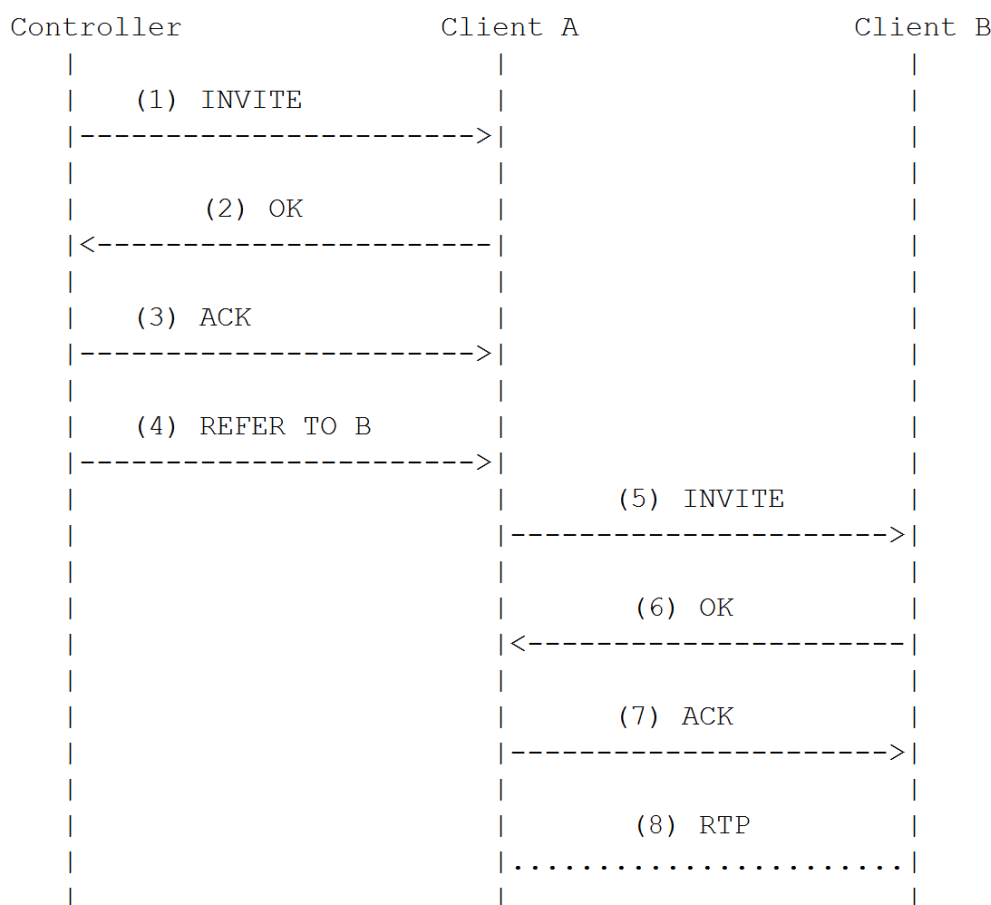 Controller Client A Client B
(1) INVITE
(2) OK
(3) ACK
(4) REFER TO B
(5) INVITE
(6) OK
(7) ACK
(8) RTP